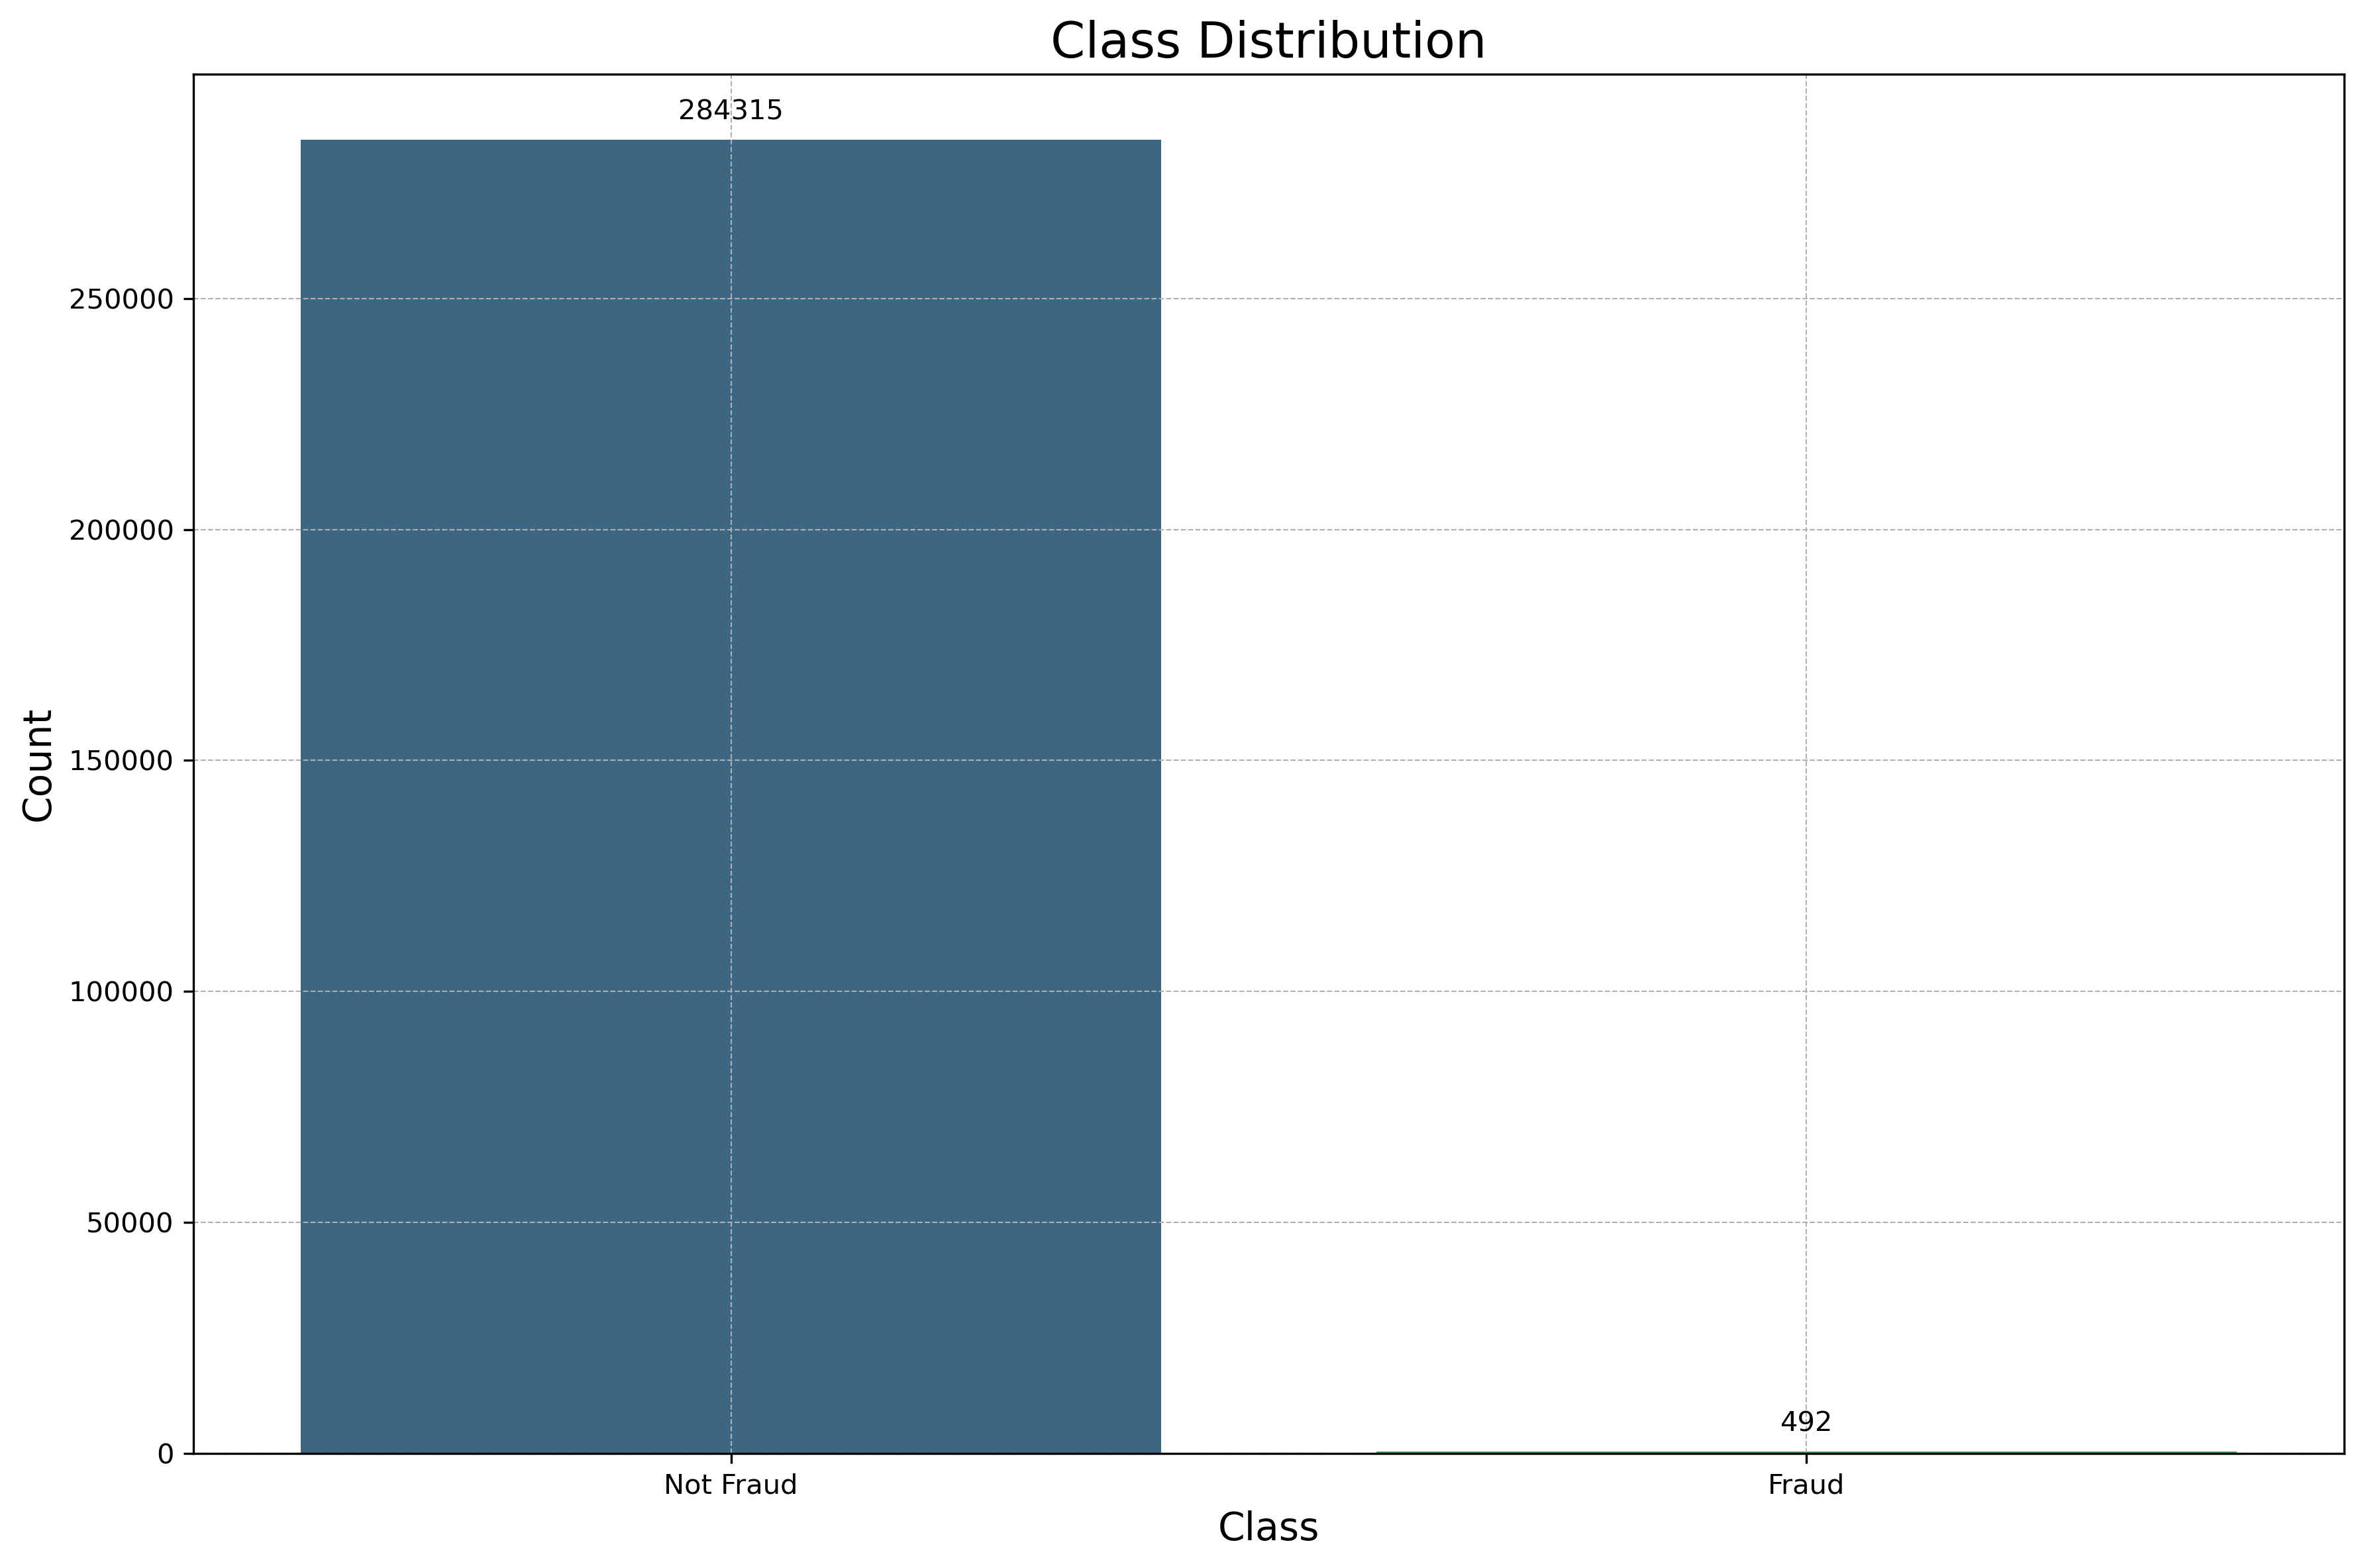 Class Distribution
284315
250000
200000
150000
100000
50000
0
Count
492
Not Fraud
Fraud
Class